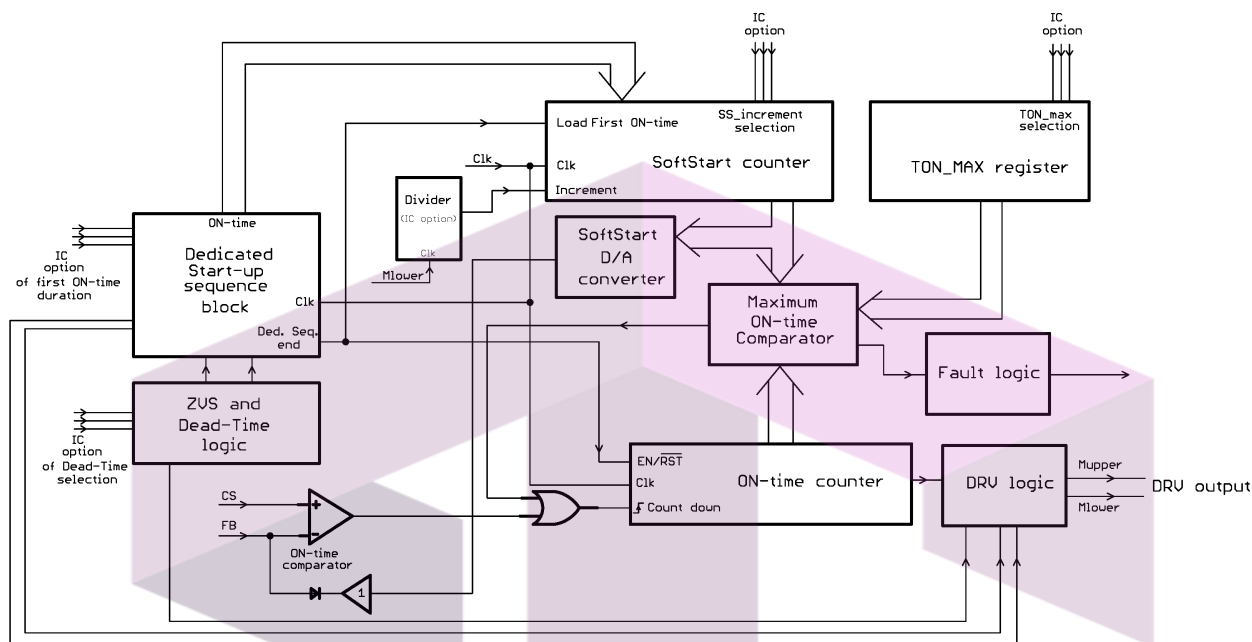 IC
option
IC
option
Load First ON-time
SS_increment
selection
TON_max
selection
Clk
Clk
SoftStart counter
TON_MAX register
Increment
Divider
(IC option)
Clk
Mlower
ON-time
Dedicated
Start-up
sequence
block
Clk
Ded. Seq.
end
IC
option
of first ON-time
duration
SoftStart
D/A
converter
Maximum
ON-time
Comparator
Fault logic
ZVS and
Dead-Time
logic
IC
option
of Dead-Time
selection
EN/RST
Clk
Count down
ON-time counter
DRV logic
Mupper
Mlower
DRV output
CS
FB
+
-
ON-time
comparator
1